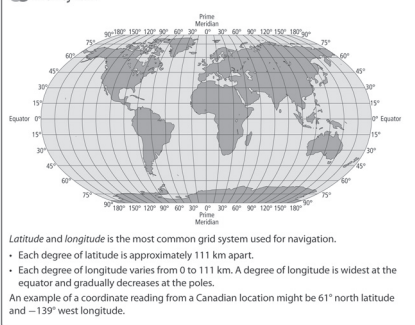 Prime
Meridian
90° 180° 150° 120° 90° 60° 30° 0° 30° 60° 90° 120° 150° 180° 90°
75° 75°
60° 60°
45° 45°
30° 30°
15° 15°
Equator 0° 0° Equator
15° 15°
30° 30°
45° 45°
60° 60°
75° 75°
90° 180° 150° 120° 90° 60° 30° 0° 30° 60° 90° 120° 150° 180° 90°
Prime
Meridian
Latitude and longitude is the most common grid system used for navigation.
• Each degree of latitude is approximately 111 km apart.
• Each degree of longitude varies from 0 to 111 km. A degree of longitude is widest at the
equator and gradually decreases at the poles.
An example of a coordinate reading from a Canadian location might be 61° north latitude
and −139° west longitude.